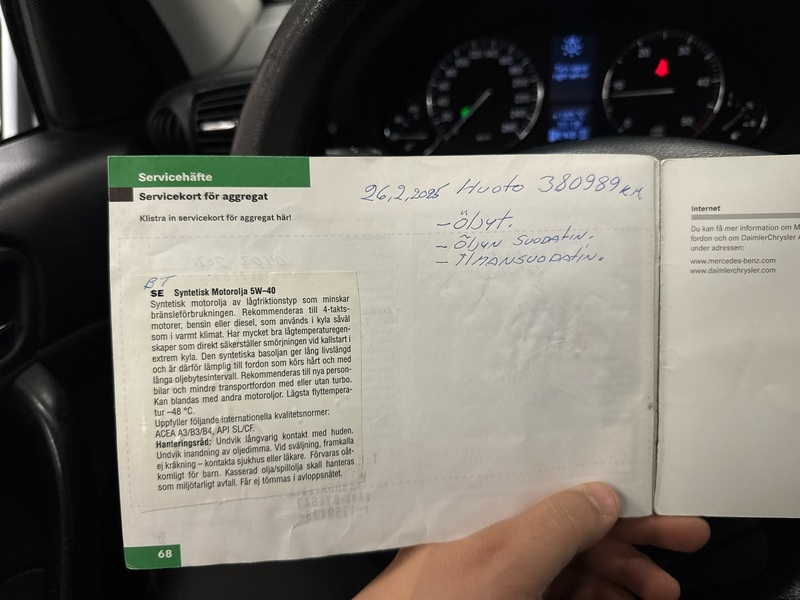 Servicehäfte
Servicekort för aggregat
Klistra in servicekort för aggregat här!
26,2,2025 Huoto 380989 KM
- Öljyt.
- Öljyn suodatin.
- ilmansuodatin.
BT
SE Syntetisk Motorolja 5W–40
Syntetisk motorolja av lågfriktionstyp som minskar
bränsleförbrukningen. Rekommenderas till 4-takts-
motorer, bensin eller diesel, som används i kyla såväl
som i varmt klimat. Har mycket bra lågtemperaturegen-
skaper som direkt säkerställer smörjningen vid kallstart i
extrem kyla. Den syntetiska basoljan ger lång livslängd
och är därför lämplig till fordon som körs hårt och med
långa oljebytesintervall. Rekommenderas till nya person-
bilar och mindre transportfordon med eller utan turbo.
Kan blandas med andra motoroljor. Lägsta flyttempera-
tur –48 °C.
Uppfyller följande internationella kvalitetsnormer:
ACEA A3/B3/B4, API SL/CF.
Hanteringsråd: Undvik långvarig kontakt med huden.
Undvik inandning av oljedimma. Vid sväljning, framkalla
ej kräkning – kontakta sjukhus eller läkare. Förvaras oåt-
komligt för barn. Kasserad olja/spillolja skall hanteras
som miljöfarligt avfall. Får ej tömmas i avloppsnätet.
68
Internet
Du kan få mer information om M
fordon och om DaimlerChrysler A
under adressen:
www.mercedes-benz.com
www.daimlerchrysler.com